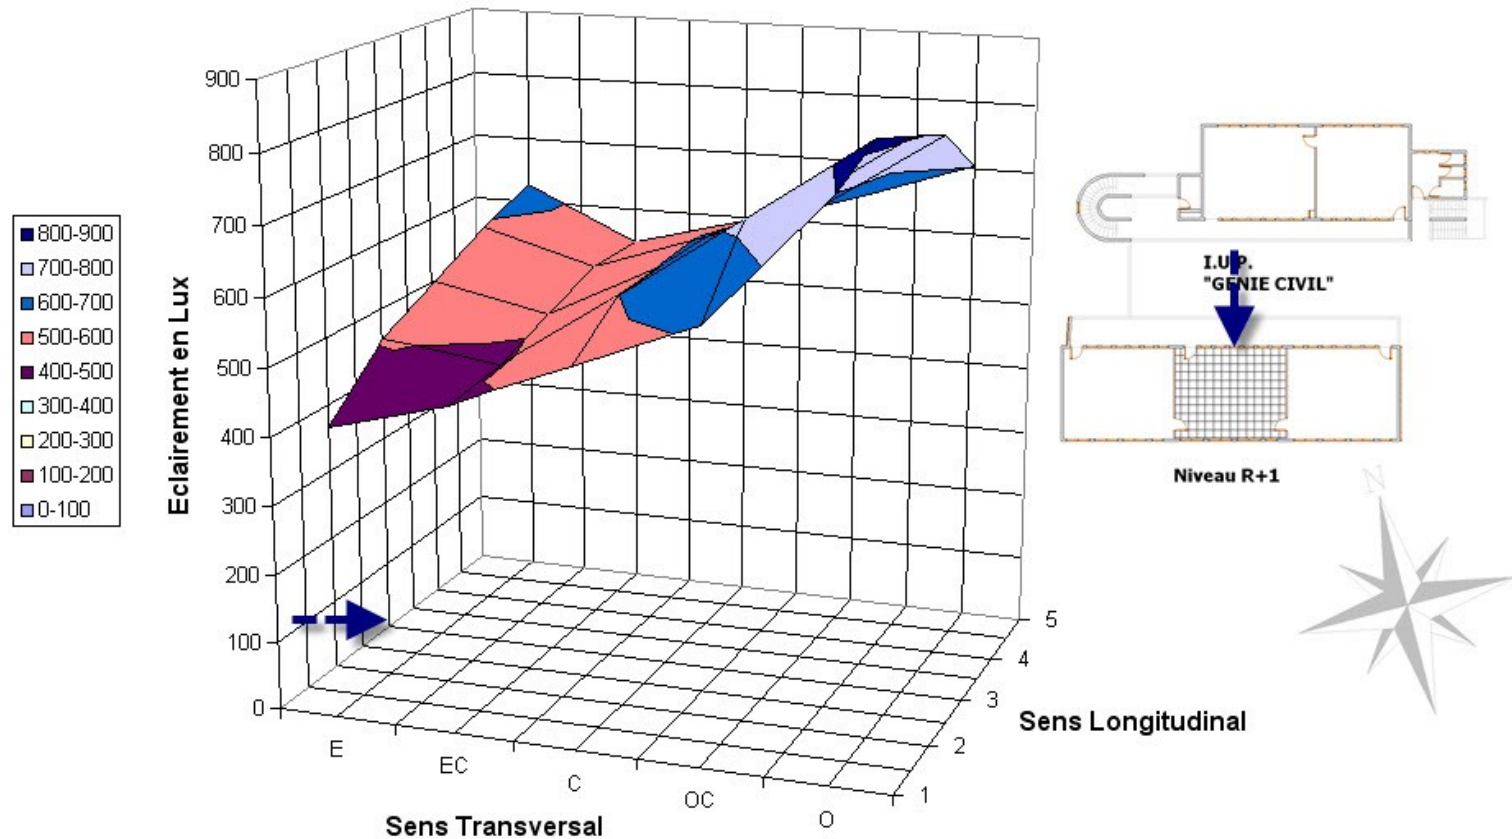 900
800
700
600
500
400
300
200
100
0
Eclairement en Lux
800-900
700-800
600-700
500-600
400-500
300-400
200-300
100-200
0-100
E
EC
C
OC
O
Sens Transversal
1
2
3
4
5
Sens Longitudinal
I.U.P.
"GENIE CIVIL"
Niveau R+1
N